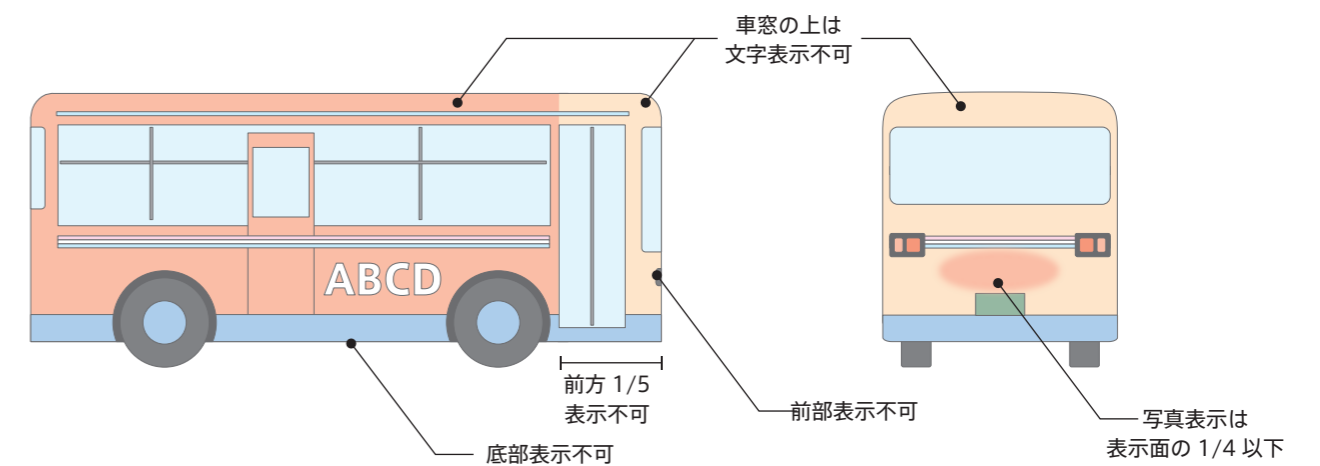 車窓の上は
文字表示不可
ABCD
前方 1/5
表示不可
前部表示不可
底部表示不可
写真表示は
表示面の 1/4 以下